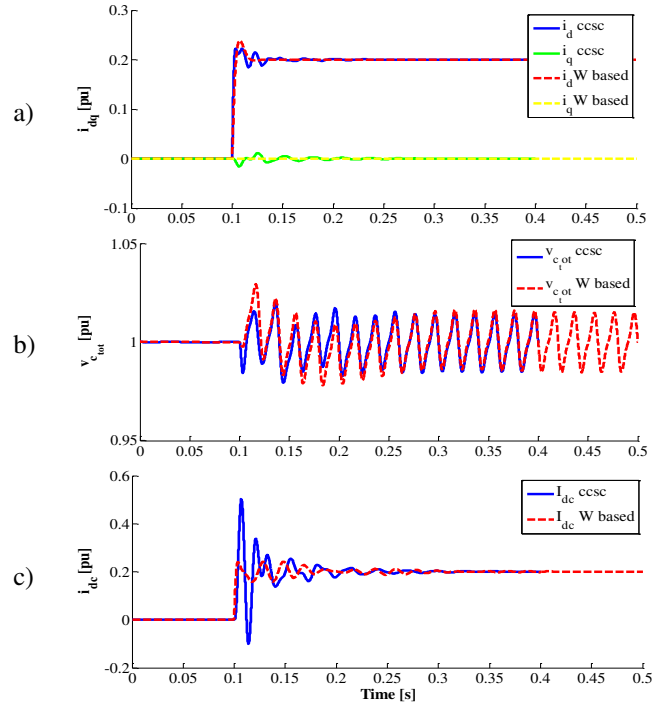 a)
i_dq [pu]
0.3
0.2
0.1
0
-0.1
i_d ccsc
i_q ccsc
i_d W based
i_q W based
0 0.05 0.1 0.15 0.2 0.25 0.3 0.35 0.4 0.45 0.5
b)
v_c_tot [pu]
1.05
1
0.95
v_c_t ot ccsc
v_c_t ot W based
0 0.05 0.1 0.15 0.2 0.25 0.3 0.35 0.4 0.45 0.5
c)
i_dc [pu]
0.6
0.4
0.2
0
-0.2
I_dc ccsc
I_dc W based
0 0.05 0.1 0.15 0.2 0.25 0.3 0.35 0.4 0.45 0.5
Time [s]